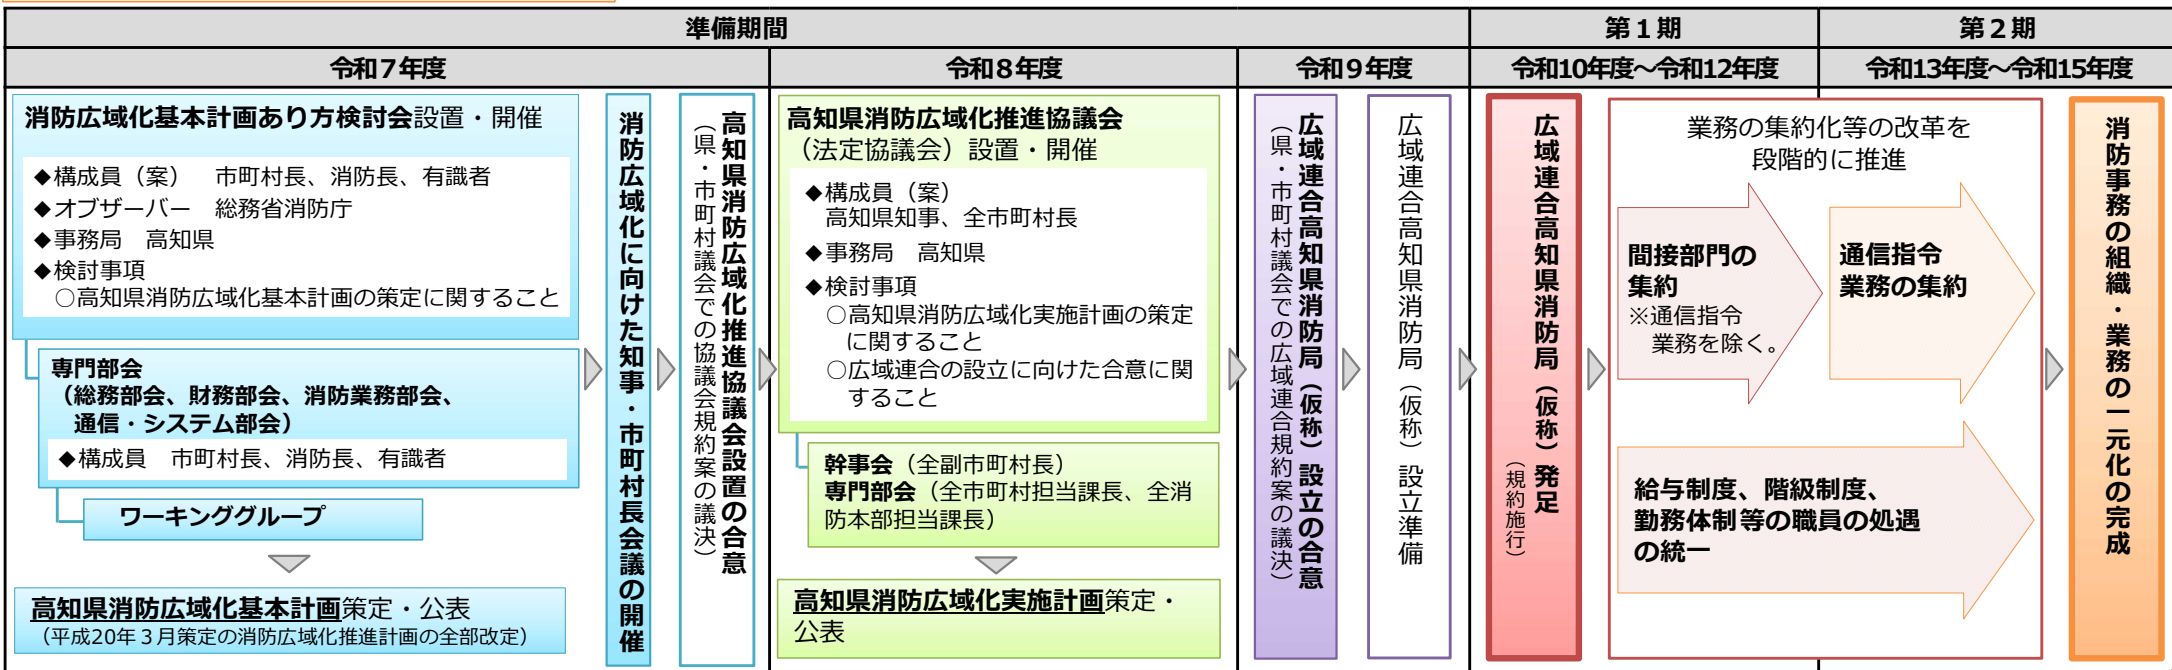 準備期間
第１期
第２期
令和７年度
令和８年度
令和９年度
令和10年度～令和12年度
令和13年度～令和15年度
消防広域化基本計画あり方検討会設置・開催
◆構成員（案）　市町村長、消防長、有識者
◆オブザーバー　総務省消防庁
◆事務局　高知県
◆検討事項
○高知県消防広域化基本計画の策定に関すること
専門部会
（総務部会、財務部会、消防業務部会、
通信・システム部会）
◆構成員　市町村長、消防長、有識者
ワーキンググループ
高知県消防広域化基本計画策定・公表
（平成20年３月策定の消防広域化推進計画の全部改定）
消防広域化に向けた知事・市町村長会議の開催
高知県消防広域化推進協議会設置の合意
（県・市町村議会での協議会規約案の議決）
高知県消防広域化推進協議会
（法定協議会）設置・開催
◆構成員（案）
高知県知事、全市町村長
◆事務局　高知県
◆検討事項
○高知県消防広域化実施計画の策定
に関すること
○広域連合の設立に向けた合意に関
すること
幹事会（全副市町村長）
専門部会（全市町村担当課長、全消
防本部担当課長）
高知県消防広域化実施計画策定・
公表
広域連合高知県消防局（仮称）設立の合意
（県・市町村議会での広域連合規約案の議決）
広域連合高知県消防局（仮称）設立準備
広域連合高知県消防局（仮称）発足
（規約施行）
業務の集約化等の改革を
段階的に推進
間接部門の
集約
※通信指令
業務を除く。
通信指令
業務の集約
給与制度、階級制度、
勤務体制等の職員の処遇
の統一
消防事務の組織・業務の一元化の完成